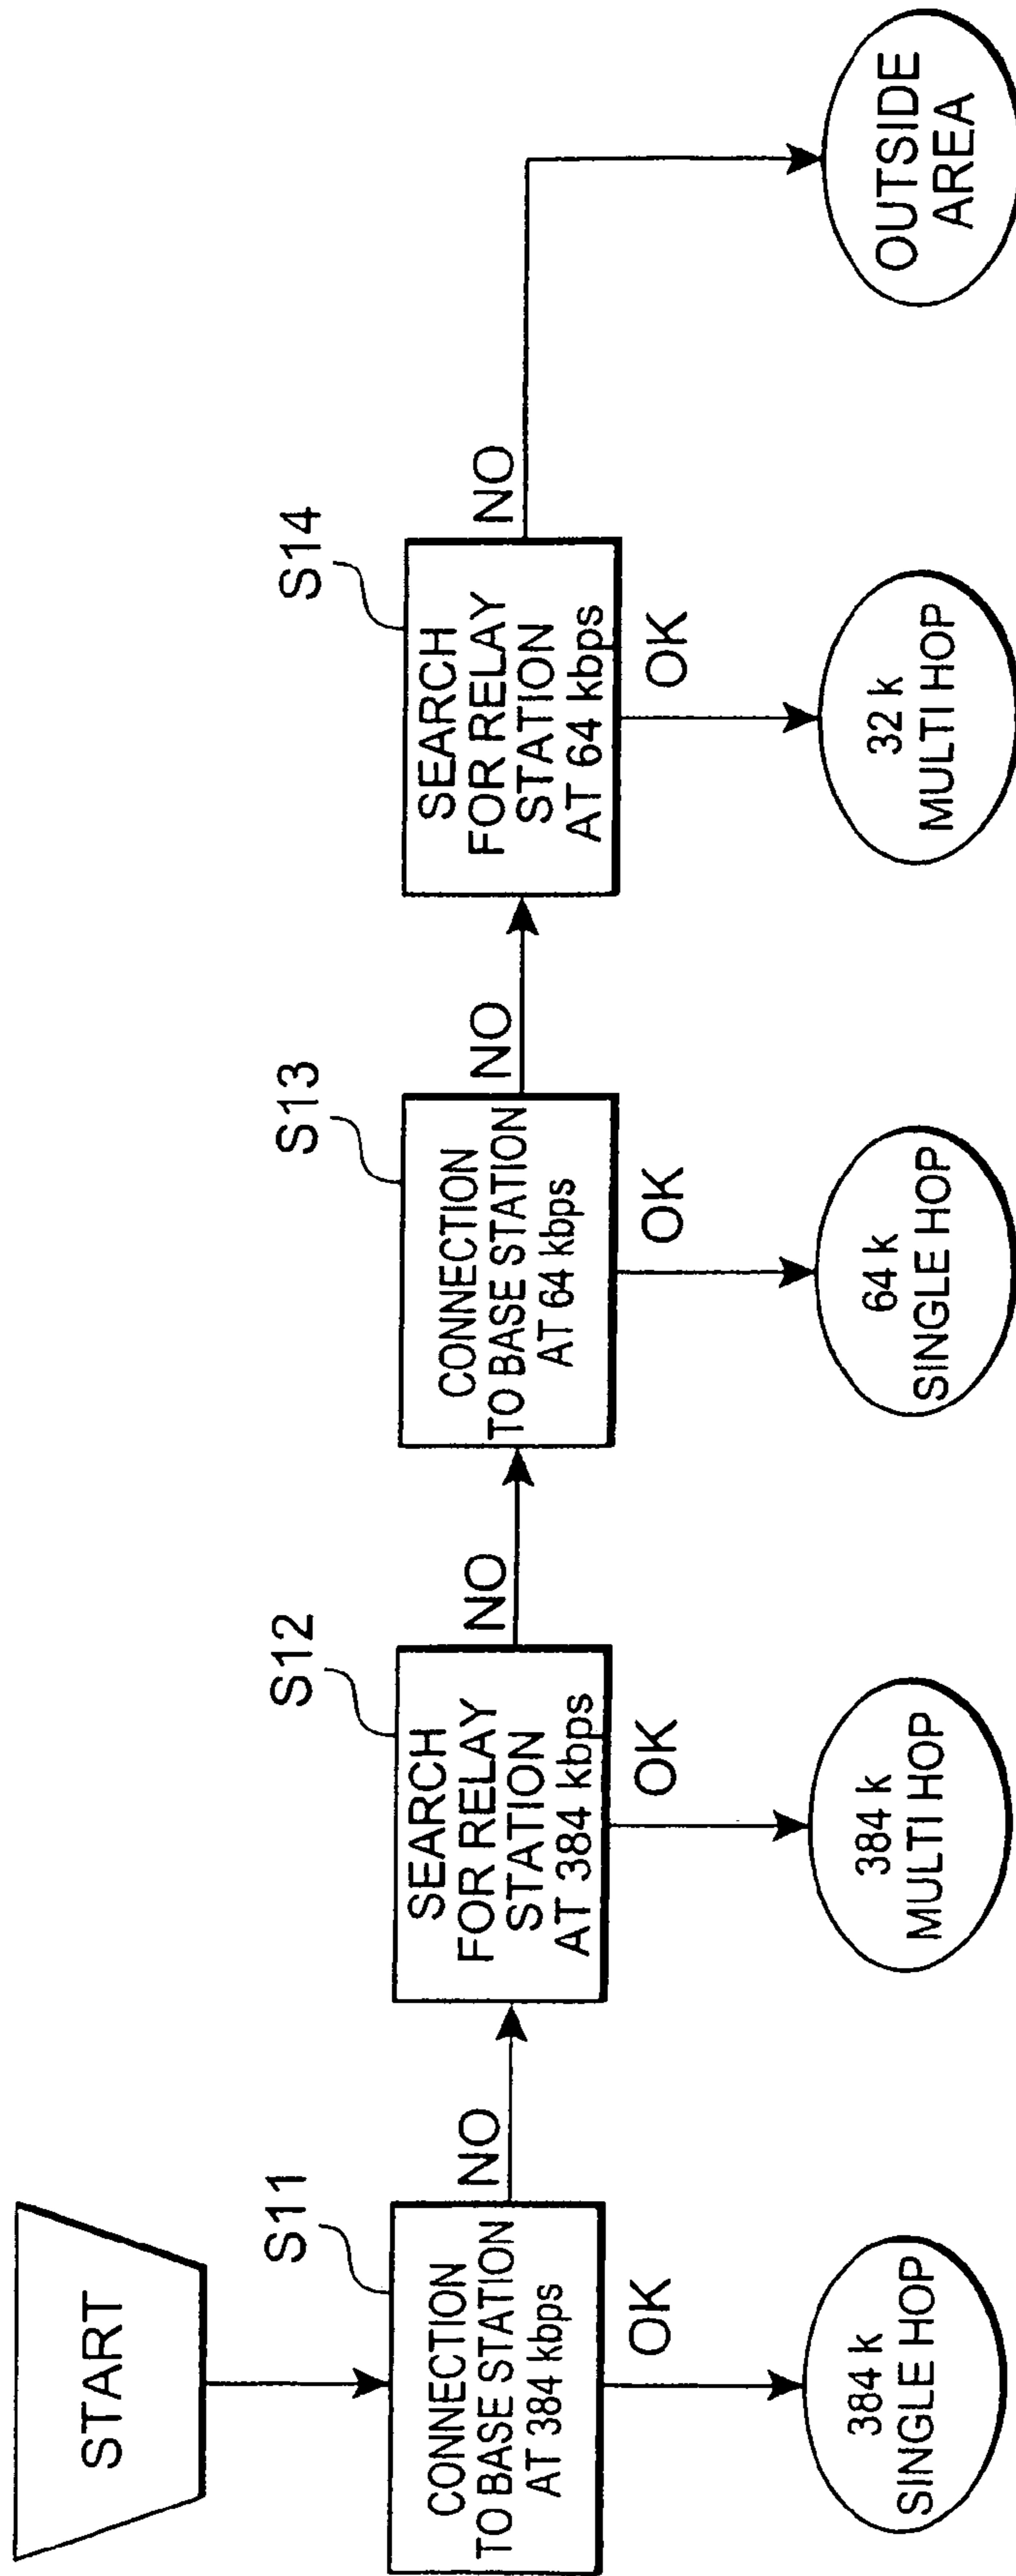 START
S11
CONNECTION
TO BASE STATION
AT 384 kbps
NO
OK
384 k
SINGLE HOP
S12
SEARCH
FOR RELAY
STATION
AT 384 kbps
NO
OK
384 k
MULTI HOP
S13
CONNECTION
TO BASE STATION
AT 64 kbps
NO
OK
64 k
SINGLE HOP
S14
SEARCH
FOR RELAY
STATION
AT 64 kbps
NO
OK
32 k
MULTI HOP
OUTSIDE
AREA